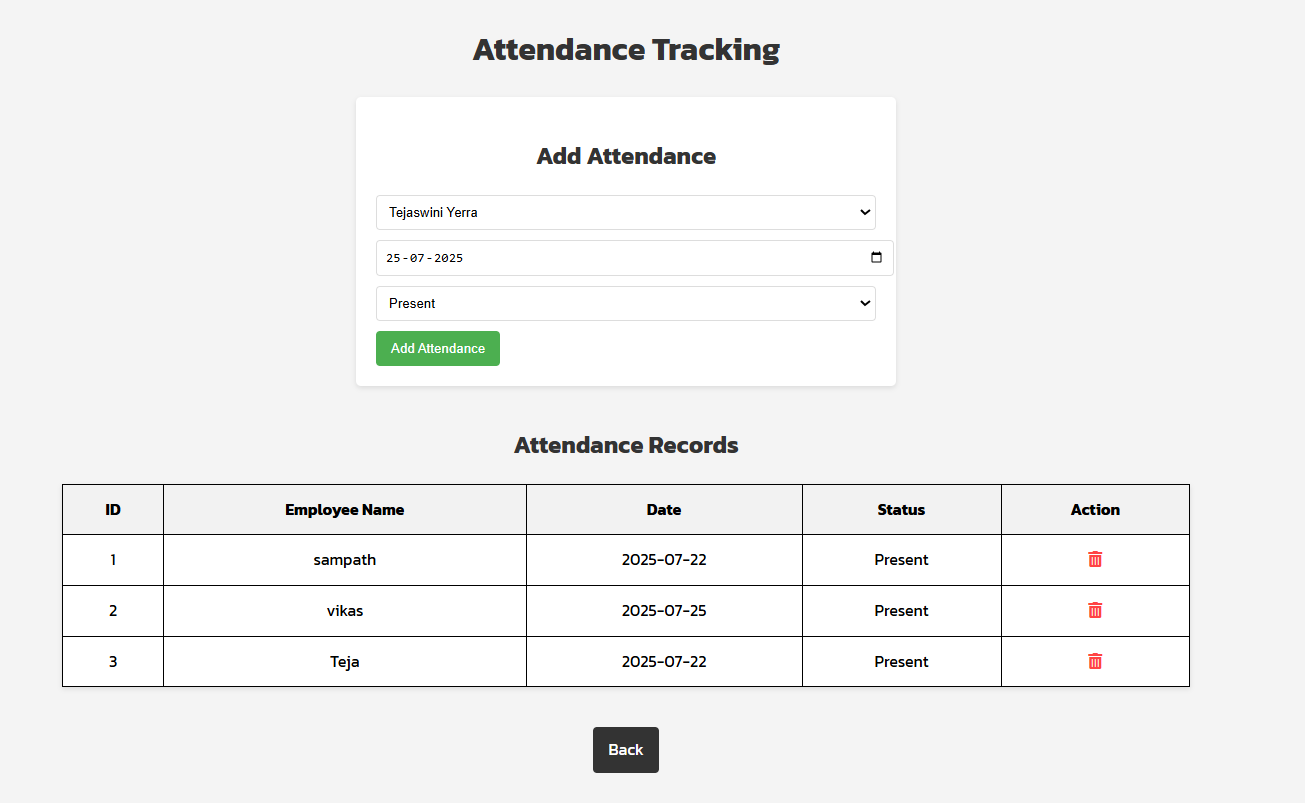 Attendance Tracking
Add Attendance
Tejaswini Yerra
25-07-2025
Present
Add Attendance
Attendance Records
ID Employee Name Date Status Action
1 sampath 2025-07-22 Present
2 vikas 2025-07-25 Present
3 Teja 2025-07-22 Present
Back